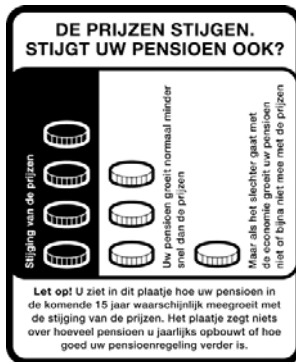 DE PRIJZEN STIJGEN.
STIJGT UW PENSIOEN OOK?
Stijging van de prijzen
Uw pensioen groeit normaal minder
snel dan de prijzen
Maar als het slechter gaat met
de economie groeit uw pensioen
niet of bijna niet mee met de prijzen
Let op! U ziet in dit plaatje hoe uw pensioen in
de komende 15 jaar waarschijnlijk meegroeit met
de stijging van de prijzen. Het plaatje zegt niets
over hoeveel pensioen u jaarlijks opbouwt of hoe
goed uw pensioenregeling verder is.